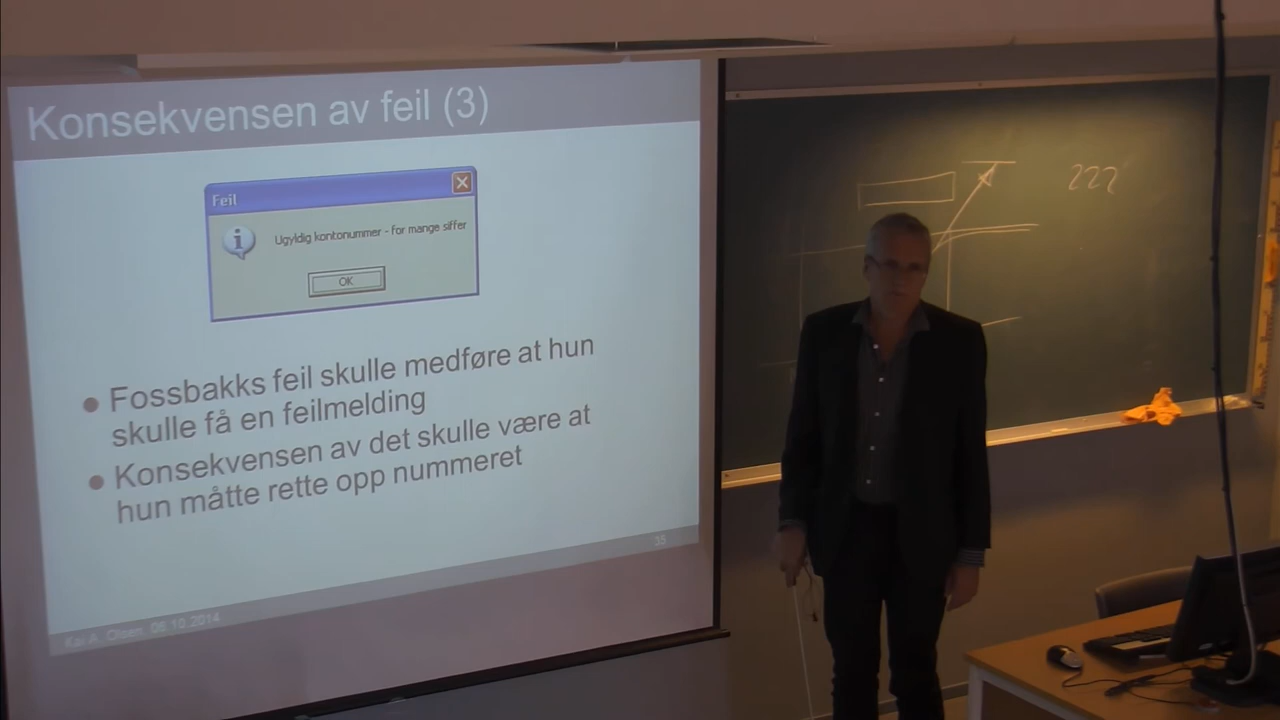 Konsekvensen av feil (3)
Feil
Ugyldig kontonummer - for mange siffer
OK
Fossbakks feil skulle medføre at hun
skulle få en feilmelding
Konsekvensen av det skulle være at
hun måtte rette opp nummeret
35
Kai A. Olsen, 06.10.2014
222